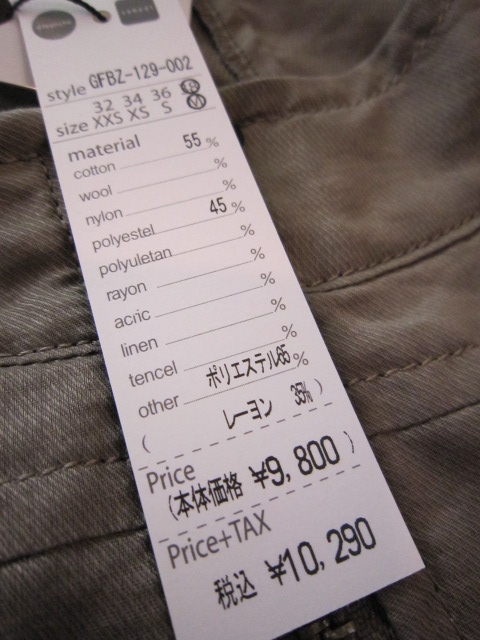 style GFBZ-129-002
32 34 36 38
size XXS XS S M
material
cotton 55 %
wool %
nylon %
polyestel 45 %
polyuletan %
rayon %
acric %
linen %
tencel %
other ポリエステル65 %
( レーヨン 35% )
Price
(本体価格 ¥9,800 )
Price+TAX
税込 ¥10,290